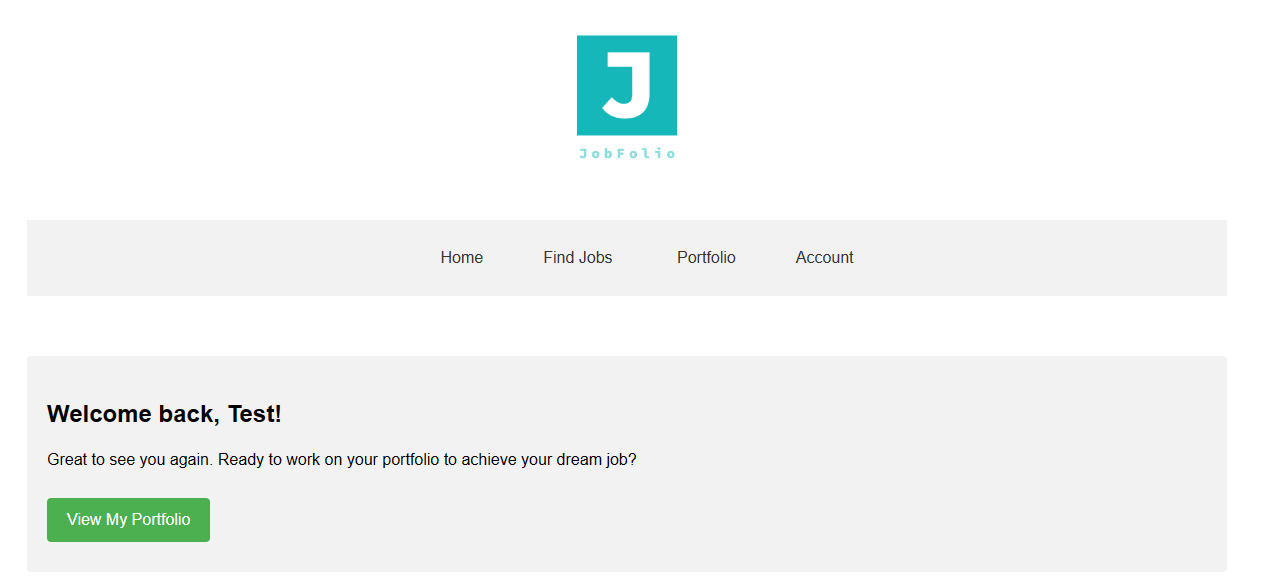 J
JobFolio
Home Find Jobs Portfolio Account
Welcome back, Test!
Great to see you again. Ready to work on your portfolio to achieve your dream job?
View My Portfolio